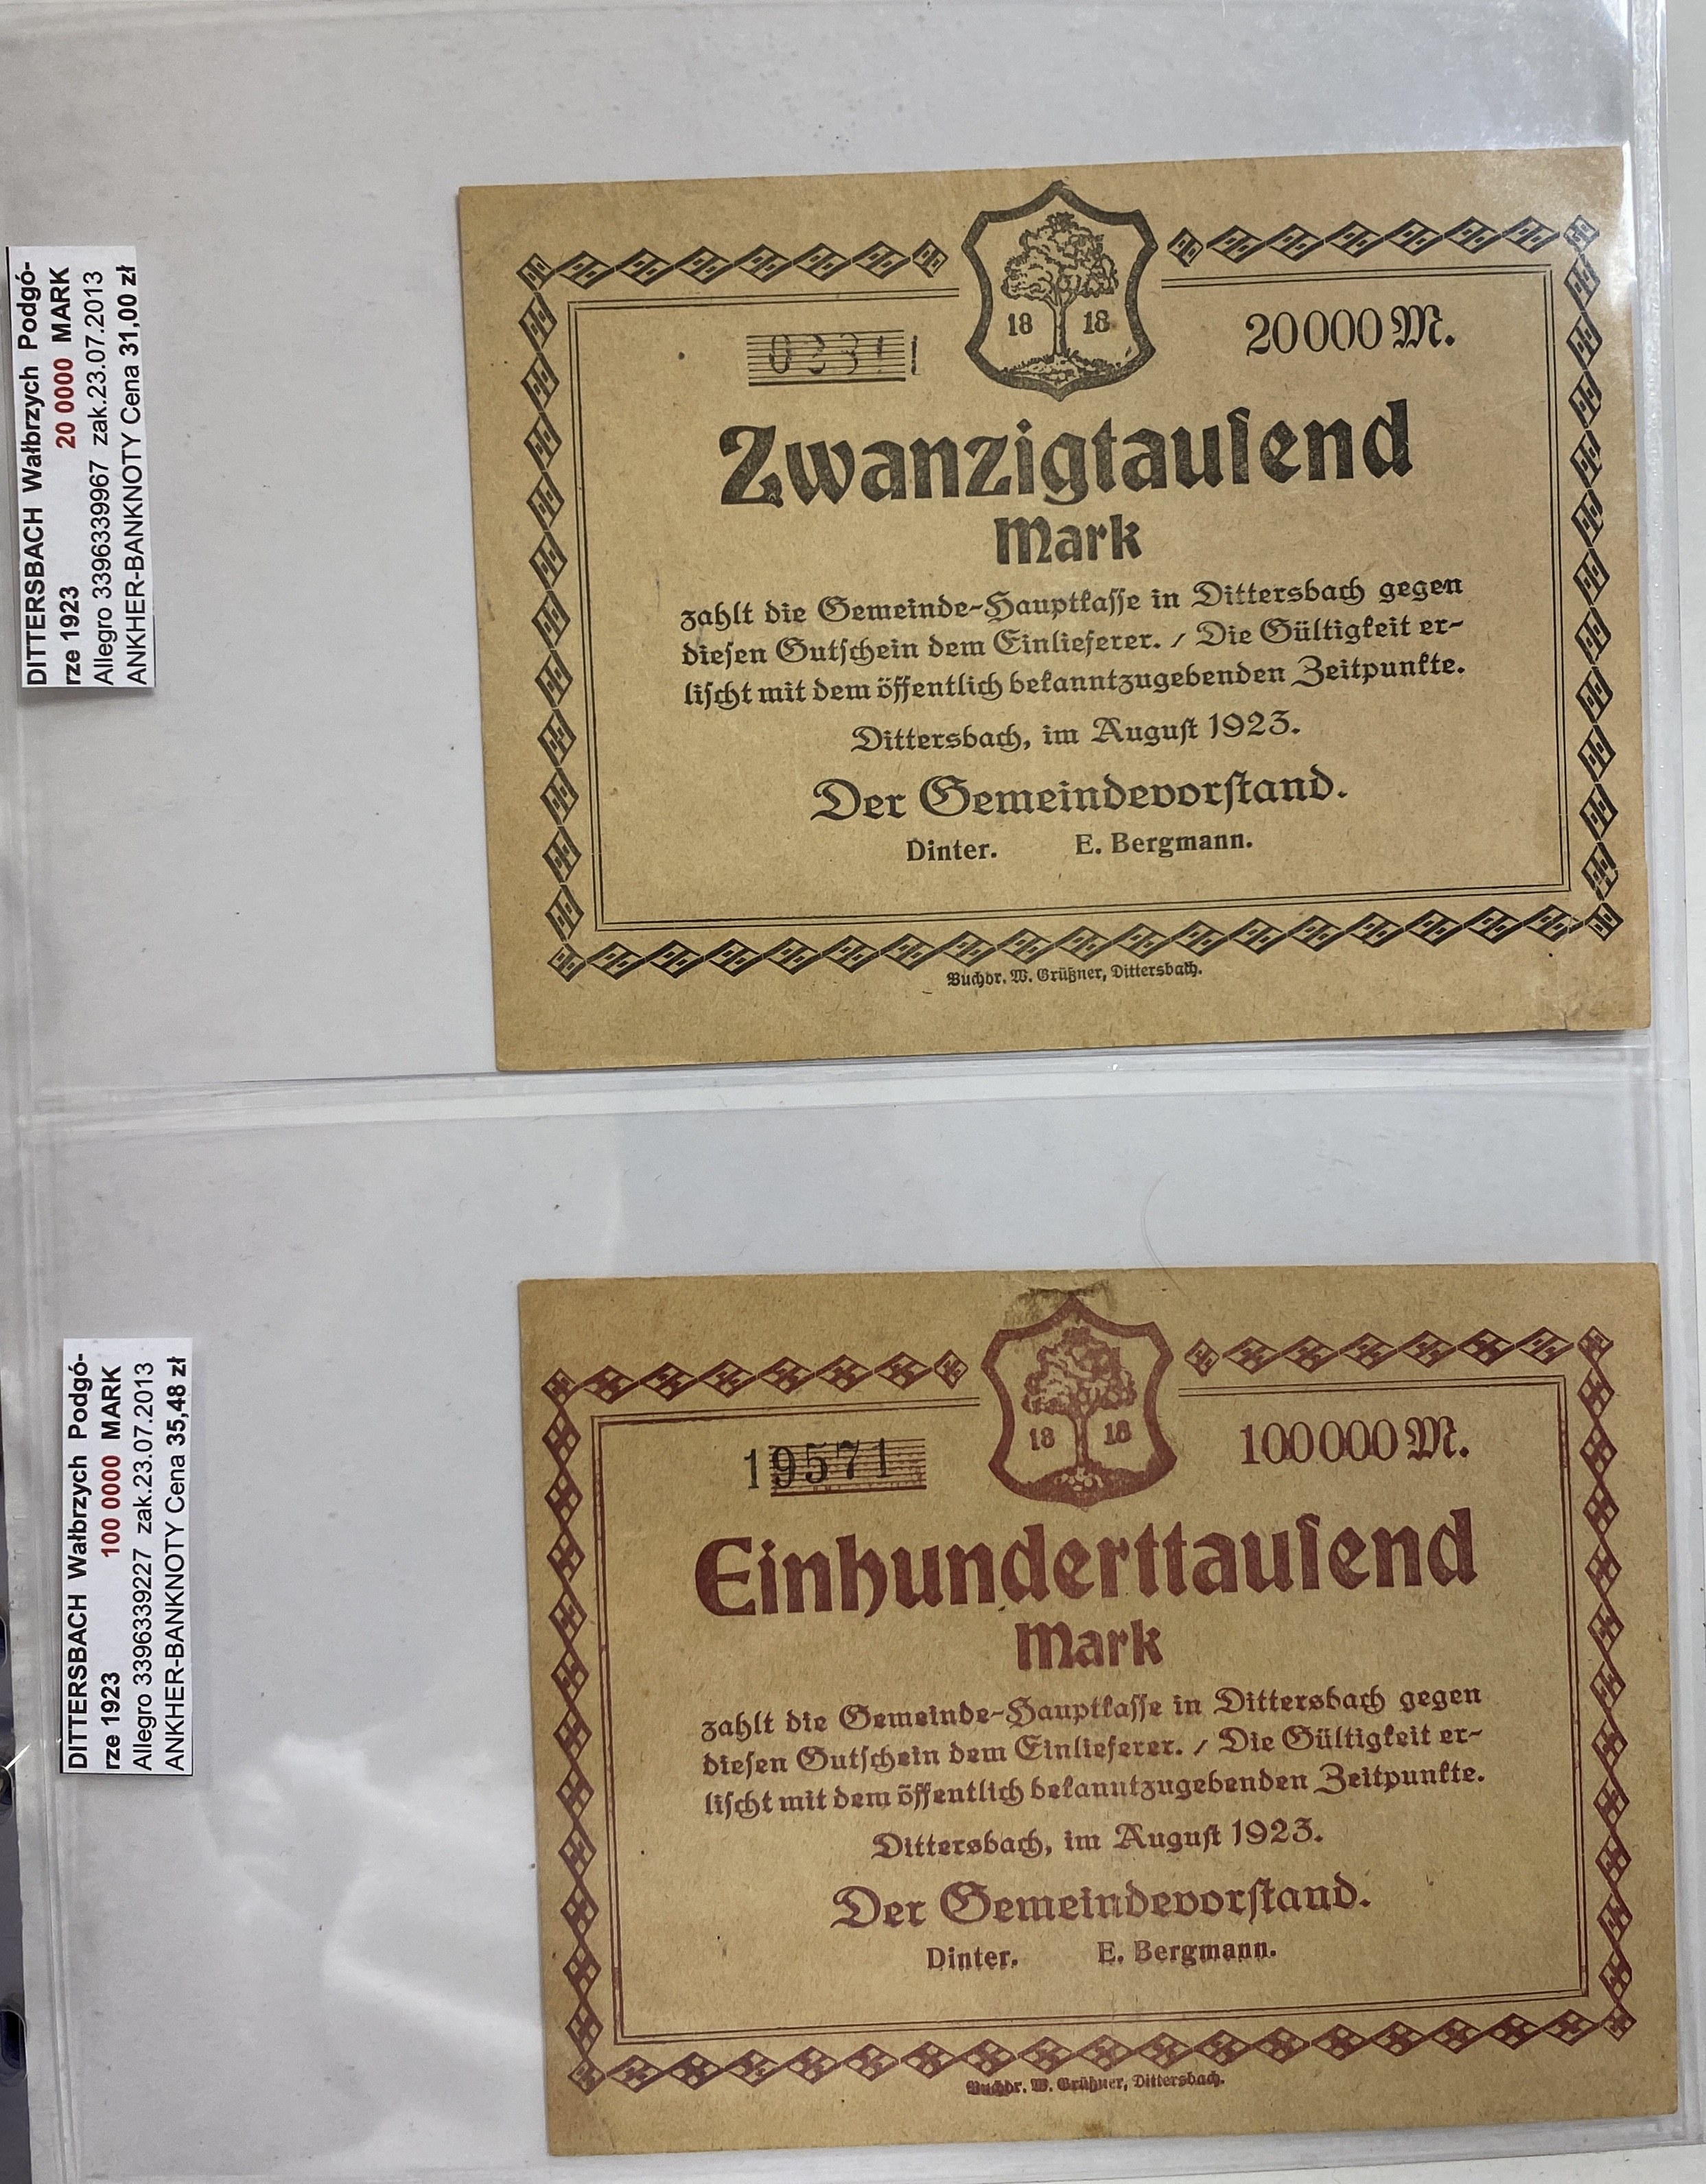 DITTERSBACH Wałbrzych Podgó-
rze 1923 20 0000 MARK
Allegro 3396339967 zak.23.07.2013
ANKHER-BANKNOTY Cena 31,00 zł
18 18
20000 M.
Zwanzigtauſend
Mark
zahlt die Gemeinde-Hauptkaſſe in Dittersbach gegen
dieſen Gutſchein dem Einlieferer. / Die Gültigkeit er-
liſcht mit dem öffentlich bekanntzugebenden Zeitpunkte.
Dittersbach, im Auguſt 1923.
Der Gemeindevorſtand.
Dinter. E. Bergmann.
Buchdr. W. Grüßner, Dittersbach.
DITTERSBACH Wałbrzych Podgó-
rze 1923 100 0000 MARK
Allegro 3396339227 zak.23.07.2013
ANKHER-BANKNOTY Cena 35,48 zł
18 18
19571
100000 M.
Einhunderttauſend
Mark
zahlt die Gemeinde-Hauptkaſſe in Dittersbach gegen
dieſen Gutſchein dem Einlieferer. / Die Gültigkeit er-
liſcht mit dem öffentlich bekanntzugebenden Zeitpunkte.
Dittersbach, im Auguſt 1923.
Der Gemeindevorſtand.
Dinter. E. Bergmann.
Buchdr. W. Grüßner, Dittersbach.